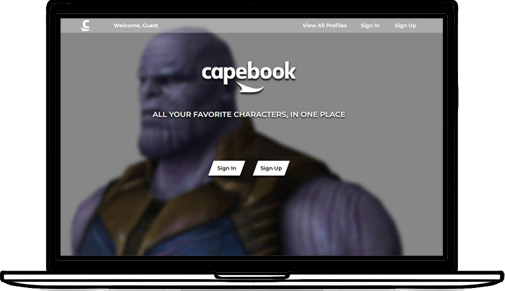 C Welcome, Guest View All Profiles Sign In Sign Up
capebook
ALL YOUR FAVORITE CHARACTERS, IN ONE PLACE
Sign In Sign Up